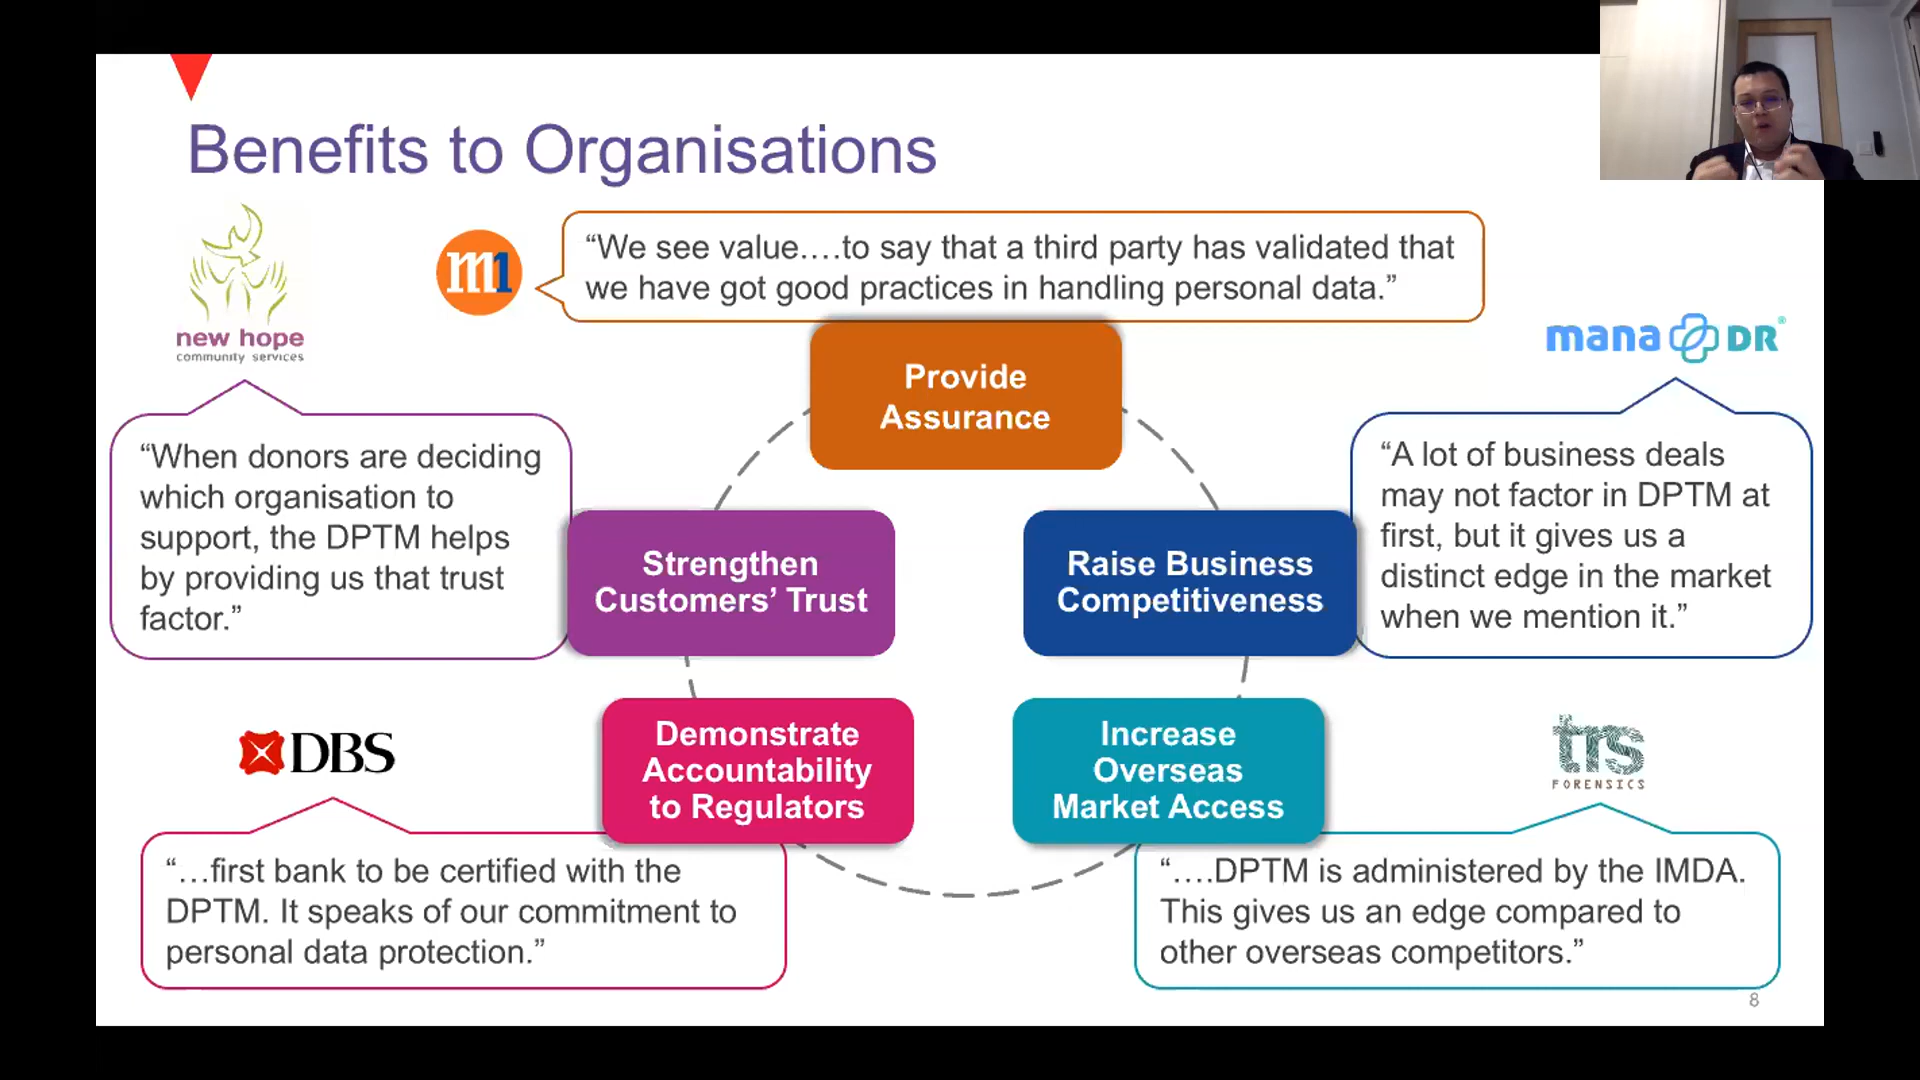 Benefits to Organisations
new hope
community services
m1
“We see value….to say that a third party has validated that
we have got good practices in handling personal data.”
mana DR®
Provide
Assurance
“When donors are deciding
which organisation to
support, the DPTM helps
by providing us that trust
factor.”
Strengthen
Customers’ Trust
Raise Business
Competitiveness
“A lot of business deals
may not factor in DPTM at
first, but it gives us a
distinct edge in the market
when we mention it.”
DBS
Demonstrate
Accountability
to Regulators
Increase
Overseas
Market Access
trs
FORENSICS
“…first bank to be certified with the
DPTM. It speaks of our commitment to
personal data protection.”
“….DPTM is administered by the IMDA.
This gives us an edge compared to
other overseas competitors.”
8